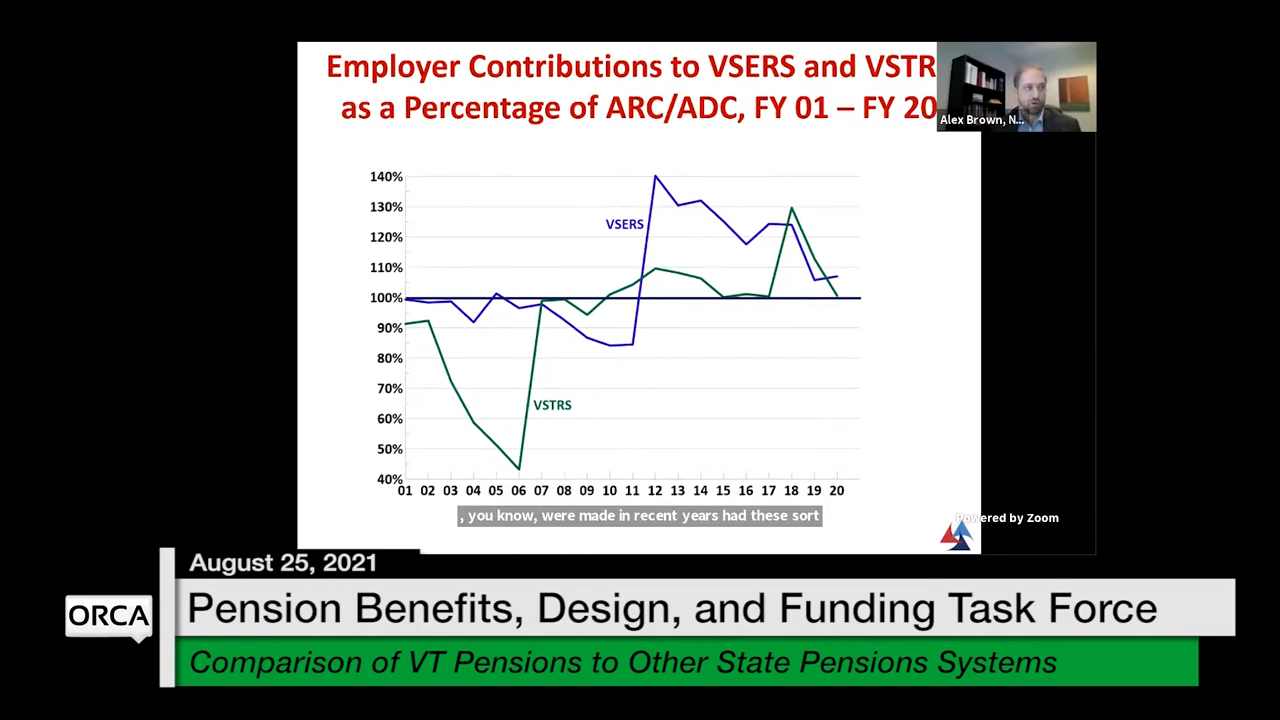 Employer Contributions to VSERS and VSTR
as a Percentage of ARC/ADC, FY 01 – FY 20
Alex Brown, N...
140%
130%
120%
110%
100%
90%
80%
70%
60%
50%
40%
VSERS
VSTRS
01 02 03 04 05 06 07 08 09 10 11 12 13 14 15 16 17 18 19 20
, you know, were made in recent years had these sort
Powered by Zoom
August 25, 2021
ORCA
Pension Benefits, Design, and Funding Task Force
Comparison of VT Pensions to Other State Pensions Systems